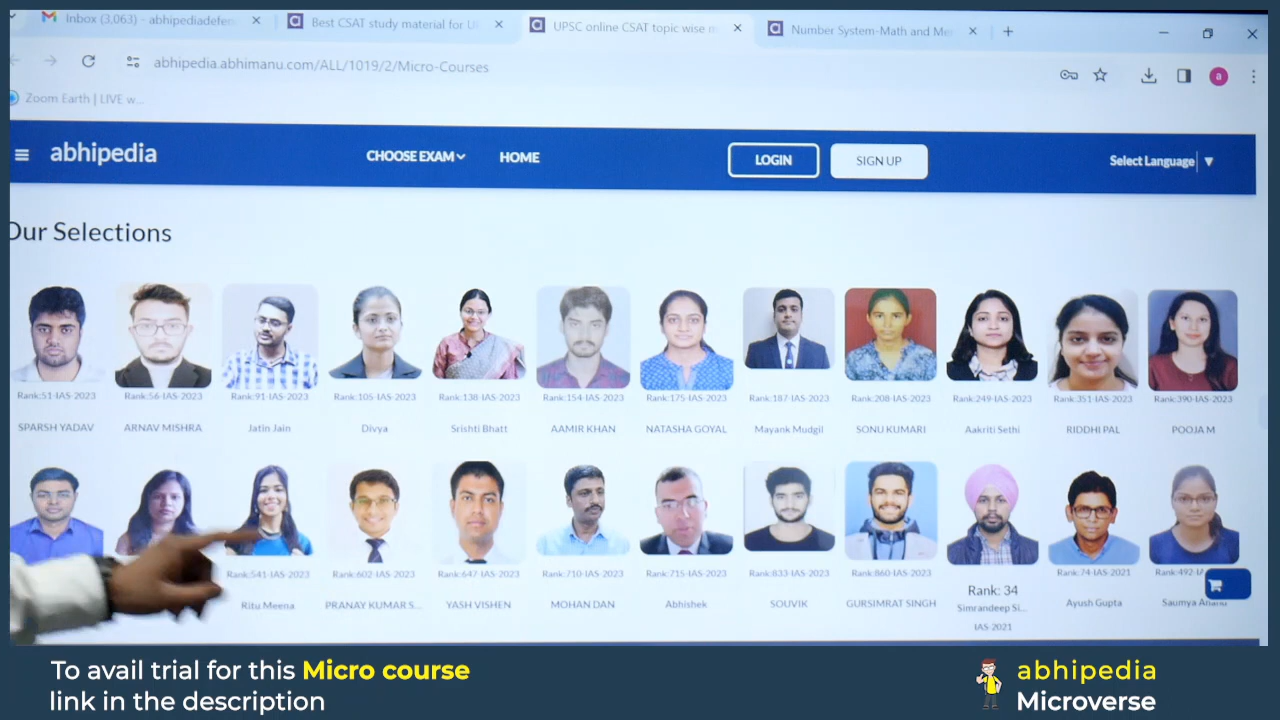 Inbox (3,063) - abhipediadefen
Best CSAT study material for U
UPSC online CSAT topic wise m
Number System-Math and Me
abhipedia.abhimanu.com/ALL/1019/2/Micro-Courses
a
Zoom Earth | LIVE w...
abhipedia
CHOOSE EXAM
HOME
LOGIN
SIGN UP
Select Language
Our Selections
Rank:51-IAS-2023 Rank:56-IAS-2023 Rank:91-IAS-2023 Rank:105-IAS-2023 Rank:138-IAS-2023 Rank:154-IAS-2023 Rank:175-IAS-2023 Rank:187-IAS-2023 Rank:208-IAS-2023 Rank:249-IAS-2023 Rank:351-IAS-2023 Rank:390-IAS-2023
SPARSH YADAV ARNAV MISHRA Jatin Jain Divya Srishti Bhatt AAMIR KHAN NATASHA GOYAL Mayank Mudgil SONU KUMARI Aakriti Sethi RIDDHI PAL POOJA M
Rank:541-IAS-2023 Rank:602-IAS-2023 Rank:647-IAS-2023 Rank:710-IAS-2023 Rank:715-IAS-2023 Rank:833-IAS-2023 Rank:860-IAS-2023 Rank: 34 Rank:74-IAS-2021 Rank:492-IA
Ritu Meena PRANAY KUMAR S... YASH VISHEN MOHAN DAN Abhishek SOUVIK GURSIMRAT SINGH Simrandeep Si... Ayush Gupta Saumya Anand
IAS-2021
To avail trial for this Micro course
link in the description
abhipedia
Microverse